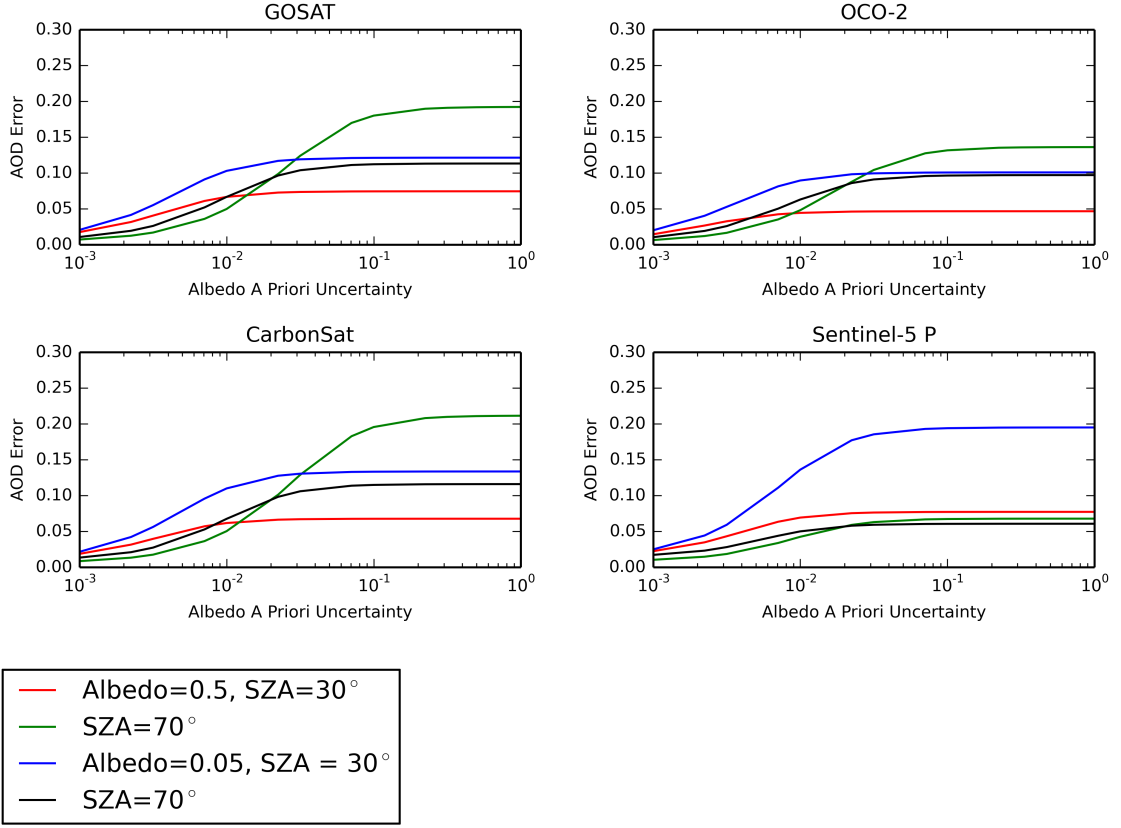 GOSAT
0.30
0.25
0.20
0.15
0.10
0.05
0.00
AOD Error
10^-3
10^-2
10^-1
10^0
Albedo A Priori Uncertainty
OCO-2
0.30
0.25
0.20
0.15
0.10
0.05
0.00
AOD Error
10^-3
10^-2
10^-1
10^0
Albedo A Priori Uncertainty
CarbonSat
0.30
0.25
0.20
0.15
0.10
0.05
0.00
AOD Error
10^-3
10^-2
10^-1
10^0
Albedo A Priori Uncertainty
Sentinel-5 P
0.30
0.25
0.20
0.15
0.10
0.05
0.00
AOD Error
10^-3
10^-2
10^-1
10^0
Albedo A Priori Uncertainty
Albedo=0.5, SZA=30°
SZA=70°
Albedo=0.05, SZA = 30°
SZA=70°